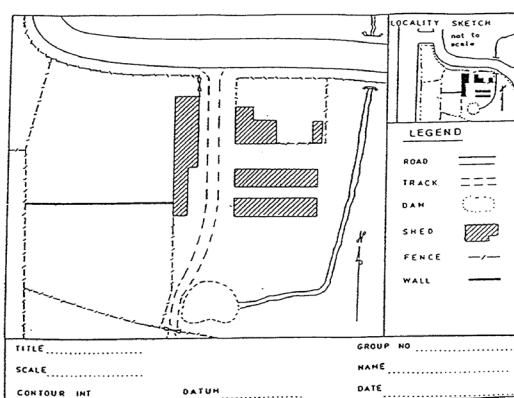 LOCALITY SKETCH
not to
scale
LEGEND
ROAD
TRACK
DAM
SHED
FENCE
WALL
N
TITLE
SCALE
CONTOUR INT
DATUM
GROUP NO
NAME
DATE